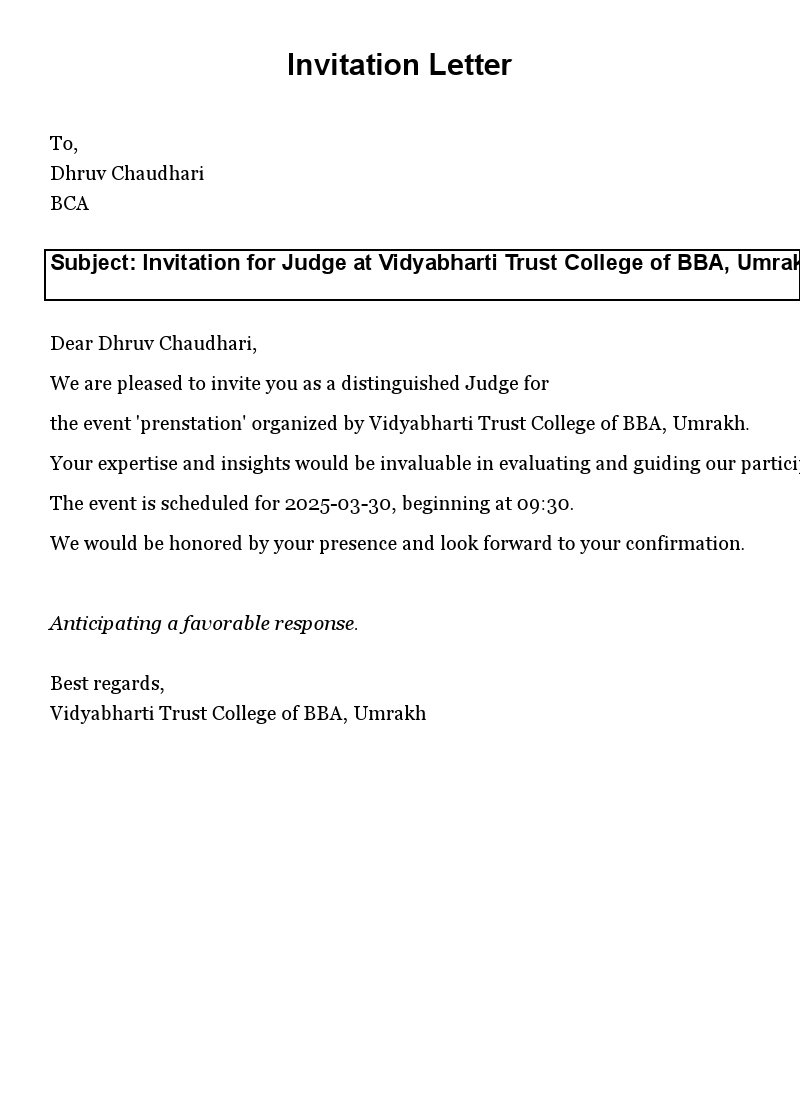 Invitation Letter
To,
Dhruv Chaudhari
BCA
Subject: Invitation for Judge at Vidyabharti Trust College of BBA,
Dear Dhruv Chaudhari,
We are pleased to invite you as a distinguished Judge for
the event 'prenstation' organized by Vidyabharti Trust College of BBA, Umrakh.
Your expertise and insights would be invaluable in evaluating and guiding our
The event is scheduled for 2025-03-30, beginning at 09:30.
We would be honored by your presence and look forward to your confirmation.
Anticipating a favorable response.
Best regards,
Vidyabharti Trust College of BBA, Umrakh